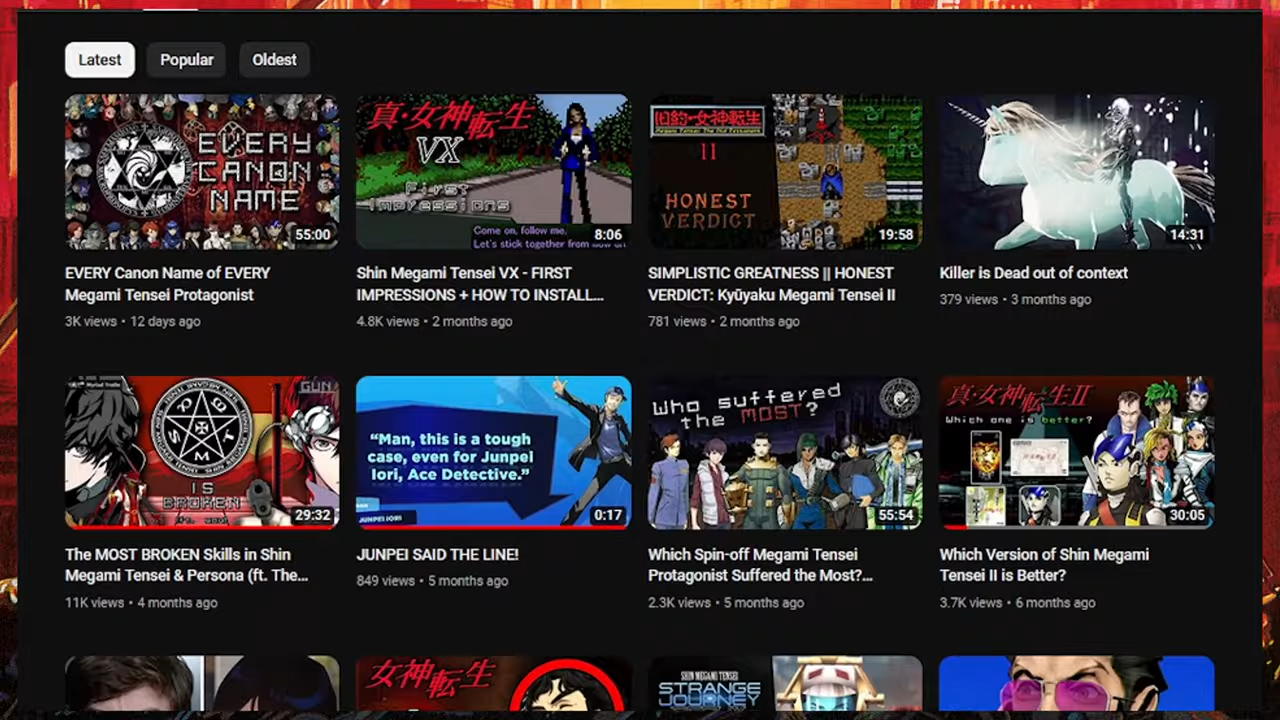 Latest
Popular
Oldest
EVERY
CANON
NAME
55:00
真・女神転生
VX
First
Impressions
Come on, follow me.
Let's stick together from now on
8:06
旧約・女神転生
Megami Tensei: The Old Testament
II
HONEST
VERDICT
19:58
14:31
EVERY Canon Name of EVERY
Megami Tensei Protagonist
3K views • 12 days ago
Shin Megami Tensei VX - FIRST
IMPRESSIONS + HOW TO INSTALL...
4.8K views • 2 months ago
SIMPLISTIC GREATNESS || HONEST
VERDICT: Kyūyaku Megami Tensei II
781 views • 2 months ago
Killer is Dead out of context
379 views • 3 months ago
GUN
IS
BROKEN
29:32
“Man, this is a tough
case, even for Junpei
Iori, Ace Detective.”
JUNPEI IORI
0:17
Who suffered
the MOST?
55:54
真・女神転生II
Which one is better?
30:05
The MOST BROKEN Skills in Shin
Megami Tensei & Persona (ft. The...
11K views • 4 months ago
JUNPEI SAID THE LINE!
849 views • 5 months ago
Which Spin-off Megami Tensei
Protagonist Suffered the Most?...
2.3K views • 5 months ago
Which Version of Shin Megami
Tensei II is Better?
3.7K views • 6 months ago
女神転生
SHIN MEGAMI TENSEI
STRANGE
JOURNEY